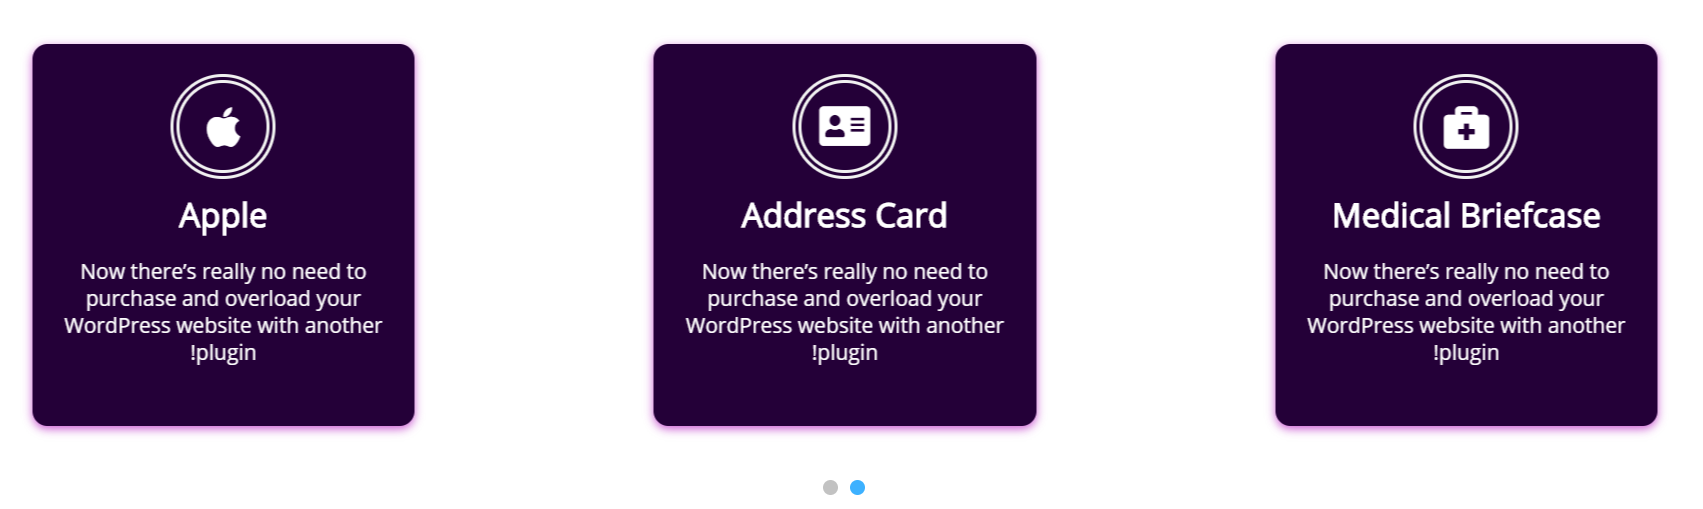 Apple
Now there’s really no need to
purchase and overload your
WordPress website with another
!plugin
Address Card
Now there’s really no need to
purchase and overload your
WordPress website with another
!plugin
Medical Briefcase
Now there’s really no need to
purchase and overload your
WordPress website with another
!plugin